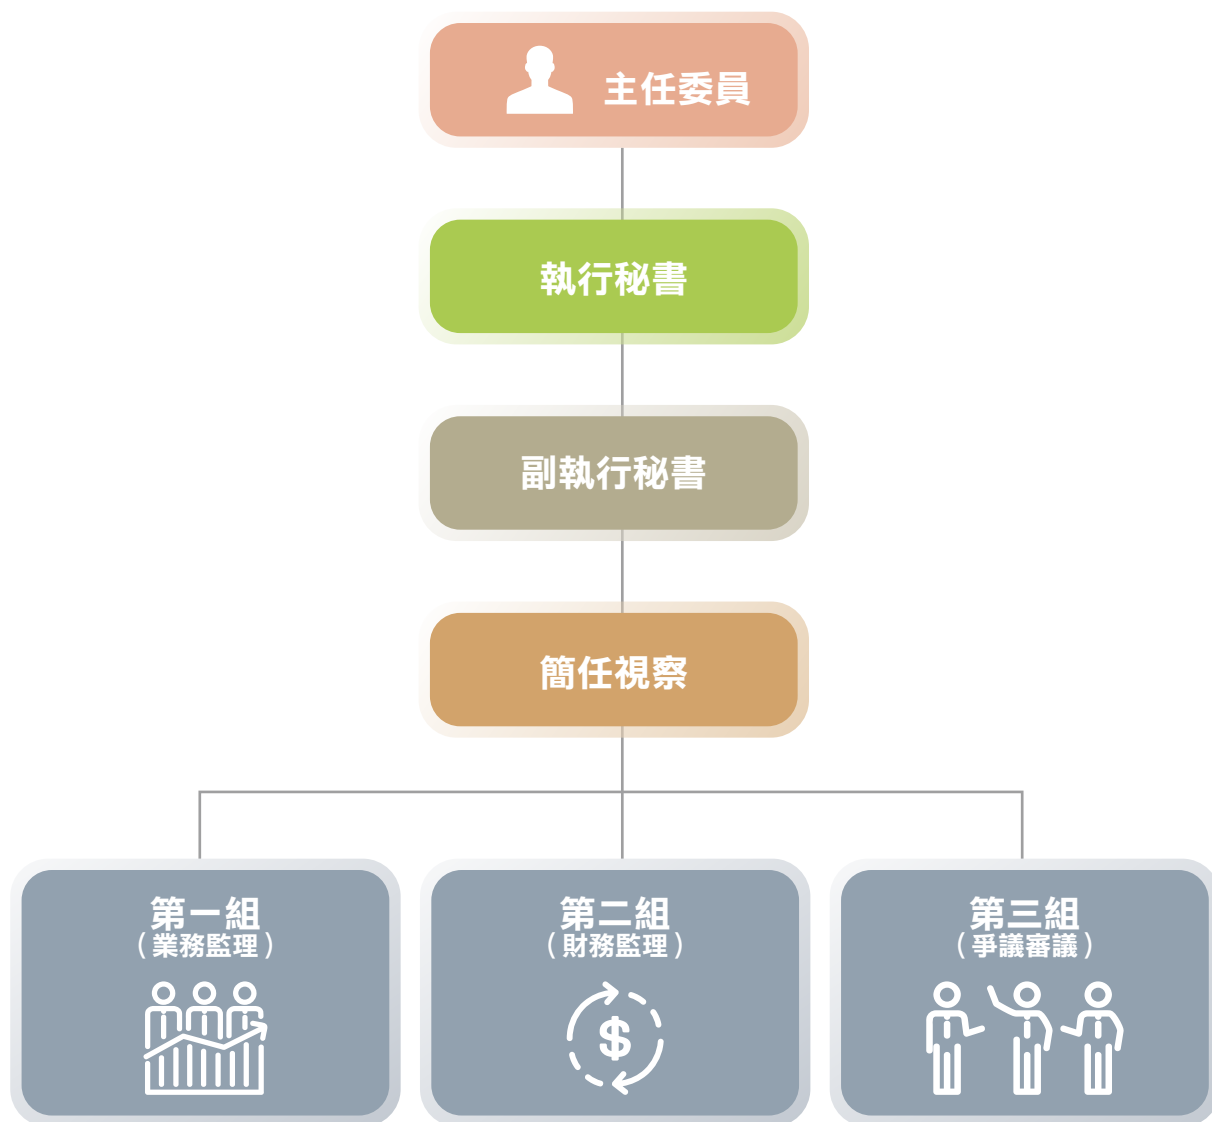 主任委員
執行秘書
副執行秘書
簡任視察
第一組
（業務監理）
第二組
（財務監理）
第三組
（爭議審議）
$